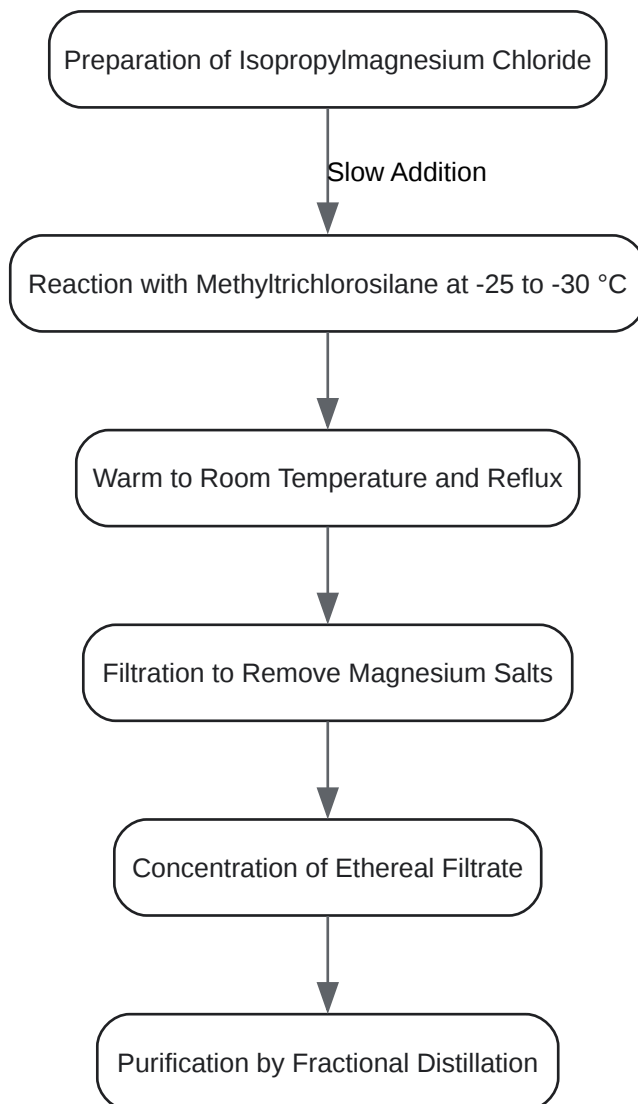 Preparation of Isopropylmagnesium Chloride
Slow Addition
Reaction with Methyltrichlorosilane at -25 to -30 °C
Warm to Room Temperature and Reflux
Filtration to Remove Magnesium Salts
Concentration of Ethereal Filtrate
Purification by Fractional Distillation